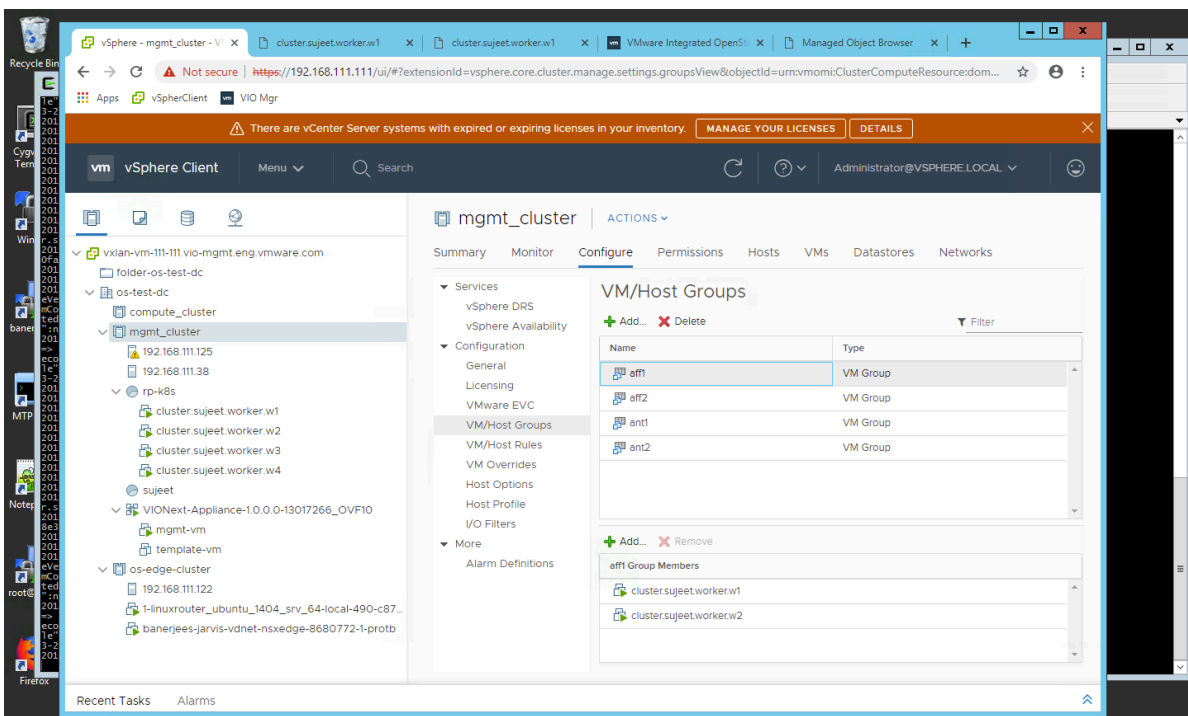 vSphere - mgmt_cluster - V
cluster.sujeet.worker.w1
cluster.sujeet.worker.w1
VMware Integrated OpenSt
Managed Object Browser
Recycle Bin
Not secure | https://192.168.111.111/ui/#?extensionId=vsphere.core.cluster.manage.settings.groupsView&objectId=urn:vmomi:ClusterComputeResource:dom...
Apps vSpherClient VIO Mgr
There are vCenter Server systems with expired or expiring licenses in your inventory. MANAGE YOUR LICENSES DETAILS
vm vSphere Client Menu Search Administrator@VSPHERE.LOCAL
mgmt_cluster ACTIONS
Summary Monitor Configure Permissions Hosts VMs Datastores Networks
vxlan-vm-111-111.vio-mgmt.eng.vmware.com
folder-os-test-dc
os-test-dc
compute_cluster
mgmt_cluster
192.168.111.125
192.168.111.38
rp-k8s
cluster.sujeet.worker.w1
cluster.sujeet.worker.w2
cluster.sujeet.worker.w3
cluster.sujeet.worker.w4
sujeet
VIONext-Appliance-1.0.0.0-13017266_OVF10
mgmt-vm
template-vm
os-edge-cluster
192.168.111.122
1-linuxrouter_ubuntu_1404_srv_64-local-490-c87...
banerjees-jarvis-vdnet-nsxedge-8680772-1-protb
Services
vSphere DRS
vSphere Availability
Configuration
General
Licensing
VMware EVC
VM/Host Groups
VM/Host Rules
VM Overrides
Host Options
Host Profile
I/O Filters
More
Alarm Definitions
VM/Host Groups
Add... Delete Filter
Name Type
aff1 VM Group
aff2 VM Group
ant1 VM Group
ant2 VM Group
Add... Remove
aff1 Group Members
cluster.sujeet.worker.w1
cluster.sujeet.worker.w2
Recent Tasks Alarms
Cygw
Term
Win
baner
MTP
Notep
root@
Firefox